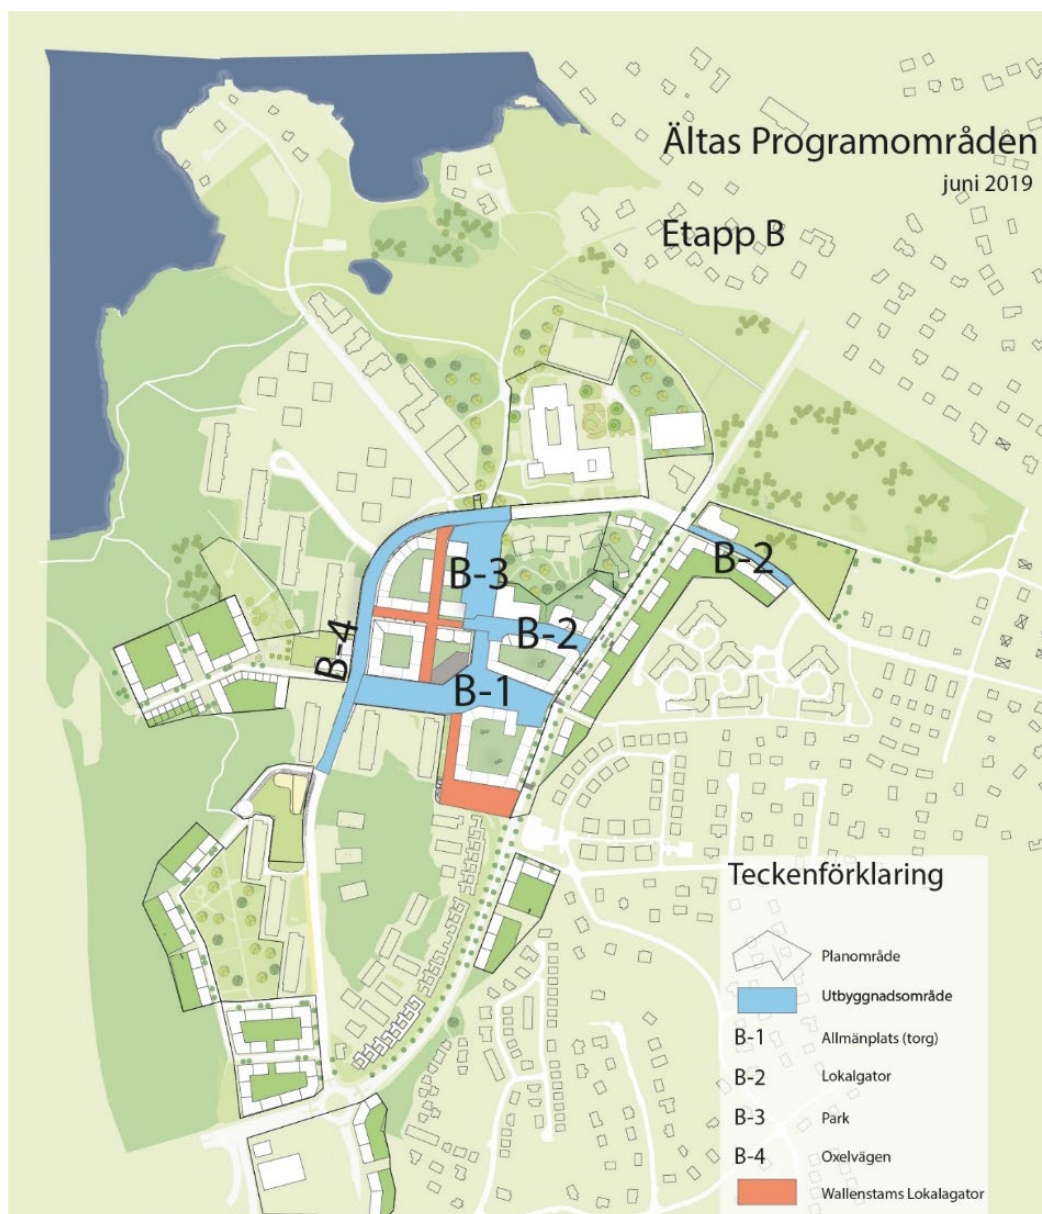 Ältas Programområden
juni 2019
Etapp B
B-3
B-2
B-2
B-4
B-1
Teckenförklaring
Planområde
Utbyggnadsområde
B-1 Allmänplats (torg)
B-2 Lokalgator
B-3 Park
B-4 Oxelvägen
Wallenstams Lokalagator